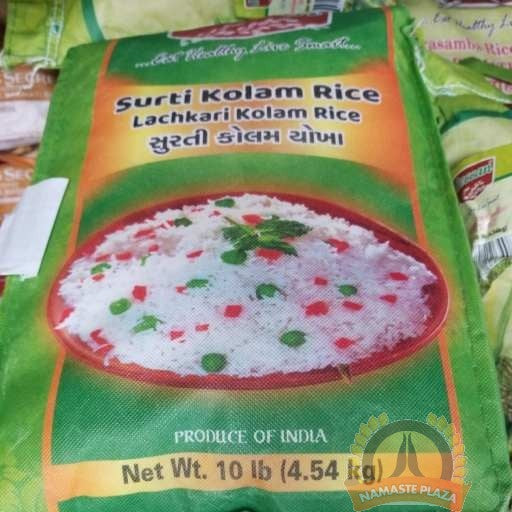 ...Eat Healthy Live Smart...
Surti Kolam Rice
Lachkari Kolam Rice
સુરતી કોલમ ચોખા
PRODUCE OF INDIA
Net Wt. 10 lb (4.54 kg)
NAMASTE PLAZA